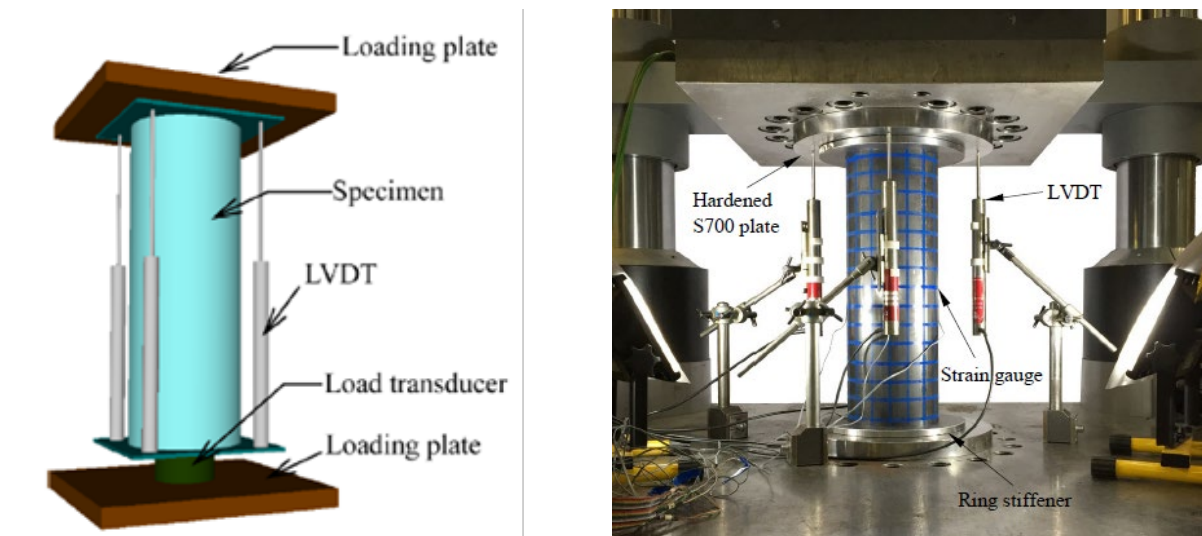 Loading plate
Specimen
LVDT
Load transducer
Loading plate
Hardened
S700 plate
LVDT
Strain gauge
Ring stiffener